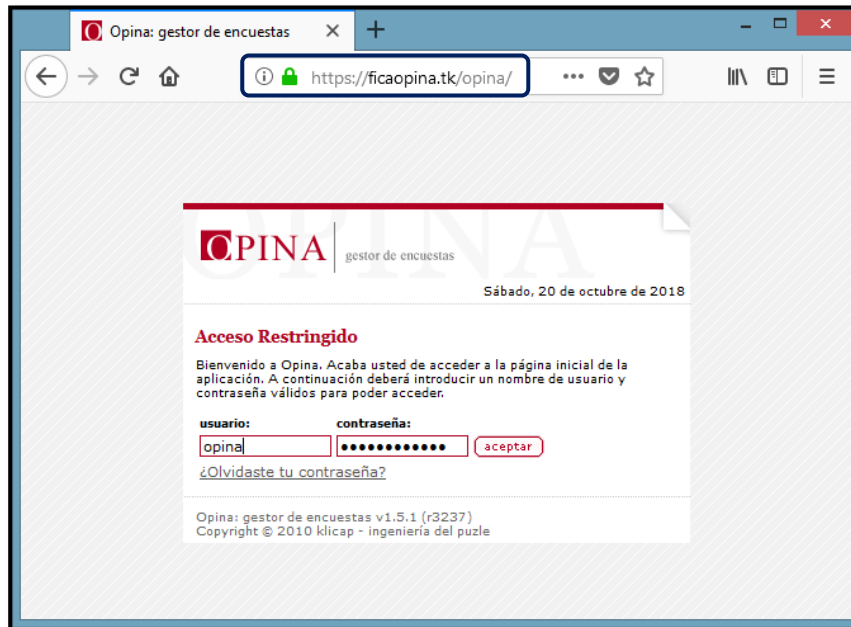 Opina: gestor de encuestas
https://ficaopina.tk/opina/
OPINA
OPINA gestor de encuestas
Sábado, 20 de octubre de 2018
Acceso Restringido
Bienvenido a Opina. Acaba usted de acceder a la página inicial de la
aplicación. A continuación deberá introducir un nombre de usuario y
contraseña válidos para poder acceder.
usuario: contraseña:
opina •••••••••••• aceptar
¿Olvidaste tu contraseña?
Opina: gestor de encuestas v1.5.1 (r3237)
Copyright © 2010 klicap - ingeniería del puzle